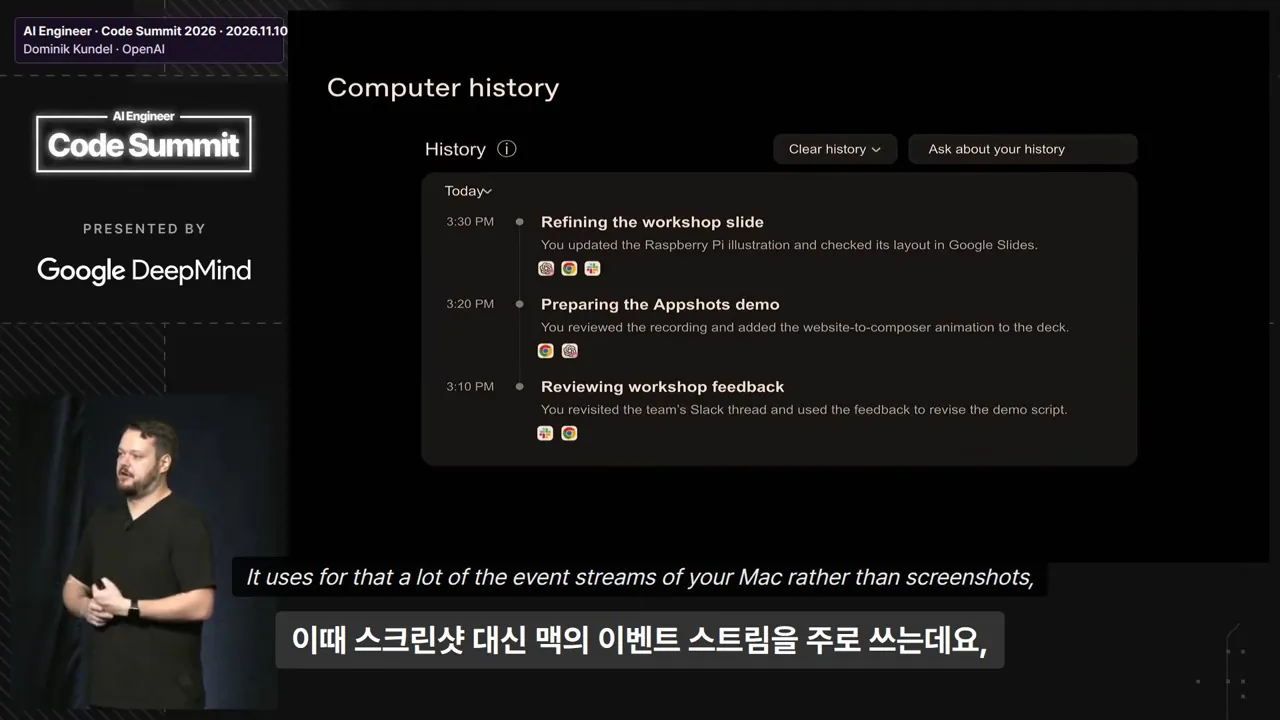 AI Engineer · Code Summit 2026 · 2026.11.10
Dominik Kundel · OpenAI
AI Engineer
Code Summit
PRESENTED BY
Google DeepMind
Computer history
History
Clear history
Ask about your history
Today
3:30 PM
Refining the workshop slide
You updated the Raspberry Pi illustration and checked its layout in Google Slides.
3:20 PM
Preparing the Appshots demo
You reviewed the recording and added the website-to-composer animation to the deck.
3:10 PM
Reviewing workshop feedback
You revisited the team's Slack thread and used the feedback to revise the demo script.
It uses for that a lot of the event streams of your Mac rather than screenshots,
이때 스크린샷 대신 맥의 이벤트 스트림을 주로 쓰는데요,